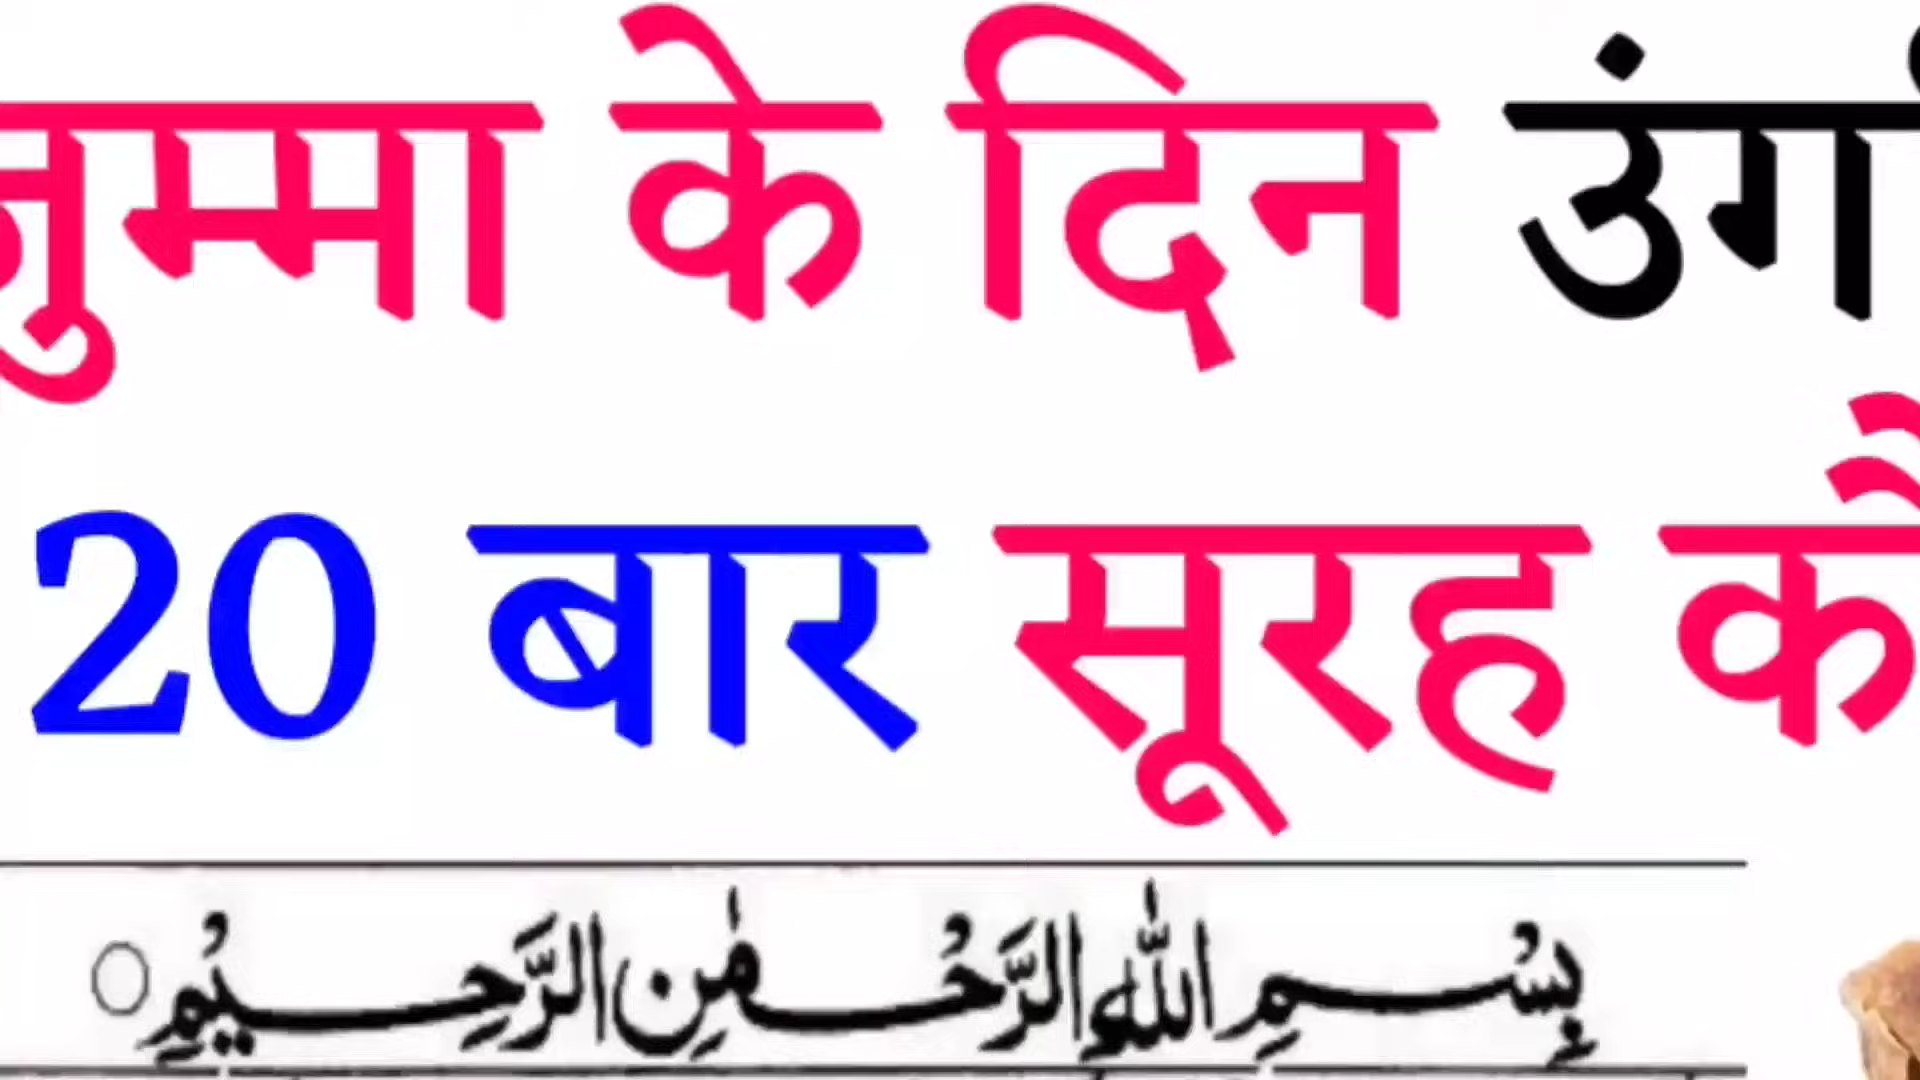 जुम्मा के दिन
20 बार सूरह
بِسْمِ اللّٰهِ الرَّحْمٰنِ الرَّحِيْمِ